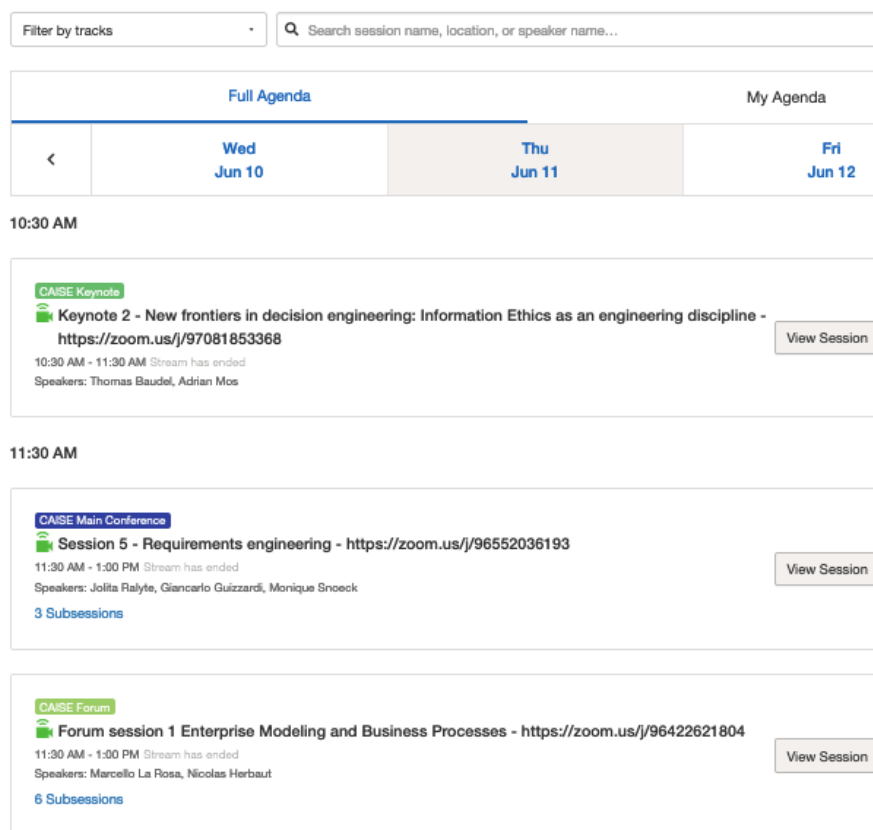 Filter by tracks
Search session name, location, or speaker name...
Full Agenda
My Agenda
Wed
Jun 10
Thu
Jun 11
Fri
Jun 12
10:30 AM
CAISE Keynote
Keynote 2 - New frontiers in decision engineering: Information Ethics as an engineering discipline -
https://zoom.us/j/97081853368
View Session
10:30 AM - 11:30 AM Stream has ended
Speakers: Thomas Baudel, Adrian Mos
11:30 AM
CAISE Main Conference
Session 5 - Requirements engineering - https://zoom.us/j/96552036193
11:30 AM - 1:00 PM Stream has ended
View Session
Speakers: Jolita Ralyte, Giancarlo Guizzardi, Monique Snoeck
3 Subsessions
CAISE Forum
Forum session 1 Enterprise Modeling and Business Processes - https://zoom.us/j/96422621804
11:30 AM - 1:00 PM Stream has ended
View Session
Speakers: Marcello La Rosa, Nicolas Herbaut
6 Subsessions